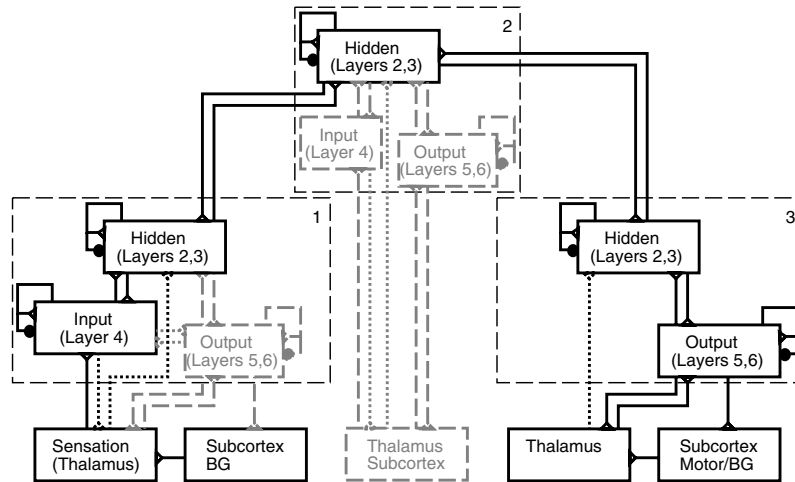 2
Hidden
(Layers 2,3)
Input
(Layer 4)
Output
(Layers 5,6)
1
Hidden
(Layers 2,3)
Input
(Layer 4)
Output
(Layers 5,6)
3
Hidden
(Layers 2,3)
Output
(Layers 5,6)
Sensation
(Thalamus)
Subcortex
BG
Thalamus
Subcortex
Thalamus
Subcortex
Motor/BG